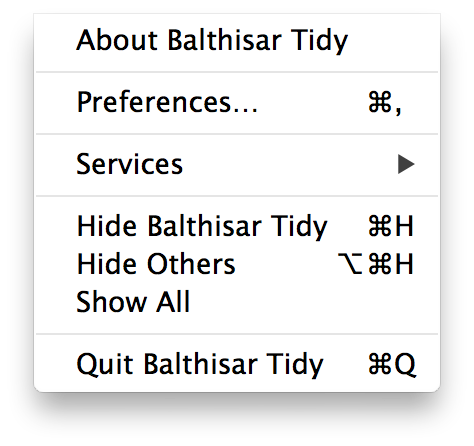 About Balthisar Tidy
Preferences… ⌘,
Services ▶
Hide Balthisar Tidy ⌘H
Hide Others ⌥⌘H
Show All
Quit Balthisar Tidy ⌘Q